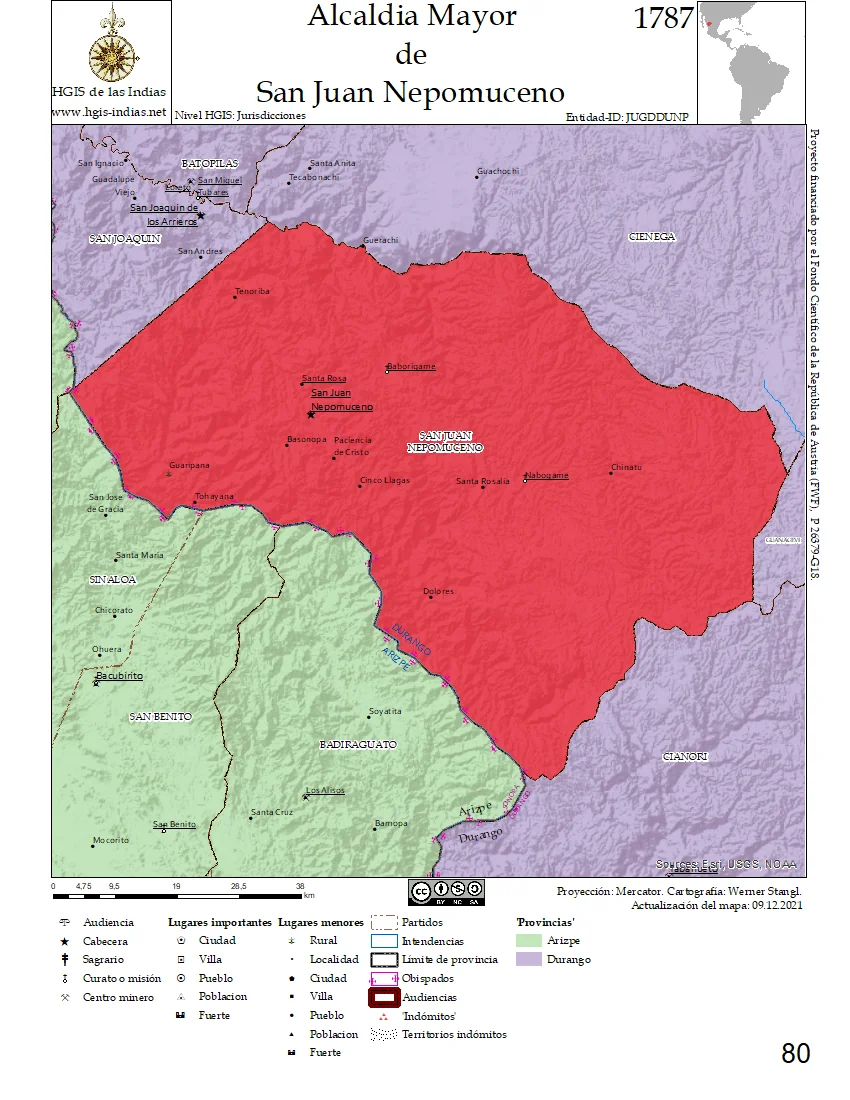 Alcaldia Mayor
de
San Juan Nepomuceno
1787
HGIS de las Indias
www.hgis-indias.net
Nivel HGIS: Jurisdicciones
Entidad-ID: JUGDDUNP
Proyecto financiado por el Fondo Científico de la República de Austria (FWF), P 26379-G18.
San Ignacio
BATOPILAS
Santa Anita
Guachochi
Guadalupe
Viejo
San Miguel
Tubares
Tecabonachi
Loreto
San Joaquin de
los Arrieros
SAN JOAQUIN
San Andres
Guerachi
CIENEGA
Tenoriba
Baborigame
Santa Rosa
San Juan
Nepomuceno
Basonopa
Paciencia
de Cristo
SAN JUAN
NEPOMUCENO
Guaripana
Cinco Llagas
Santa Rosalia
Nabogame
Chinatu
San Jose
de Gracia
Tohayana
GUANACEVI
Santa Maria
SINALOA
Chicorato
Dolores
DURANGO
ARIZPE
Ohuera
Bacubirito
SAN BENITO
Soyatita
BADIRAGUATO
CIANORI
Los Alisos
Santa Cruz
San Benito
Bamopa
Mocorito
Arizpe
Durango
SONORA
DURANGO
Sources: Esri, USGS, NOAA
0 4,75 9,5 19 28,5 38
km
CC BY NC SA
Proyección: Mercator. Cartografía: Werner Stangl.
Actualización del mapa: 09.12.2021
Audiencia
Cabecera
Sagrario
Curato o misión
Centro minero
Lugares importantes
Ciudad
Villa
Pueblo
Poblacion
Fuerte
Lugares menores
Rural
Localidad
Ciudad
Villa
Pueblo
Poblacion
Fuerte
Partidos
Intendencias
Límite de provincia
Obispados
Audiencias
'Indómitos'
Territorios indómitos
'Provincias'
Arizpe
Durango
80